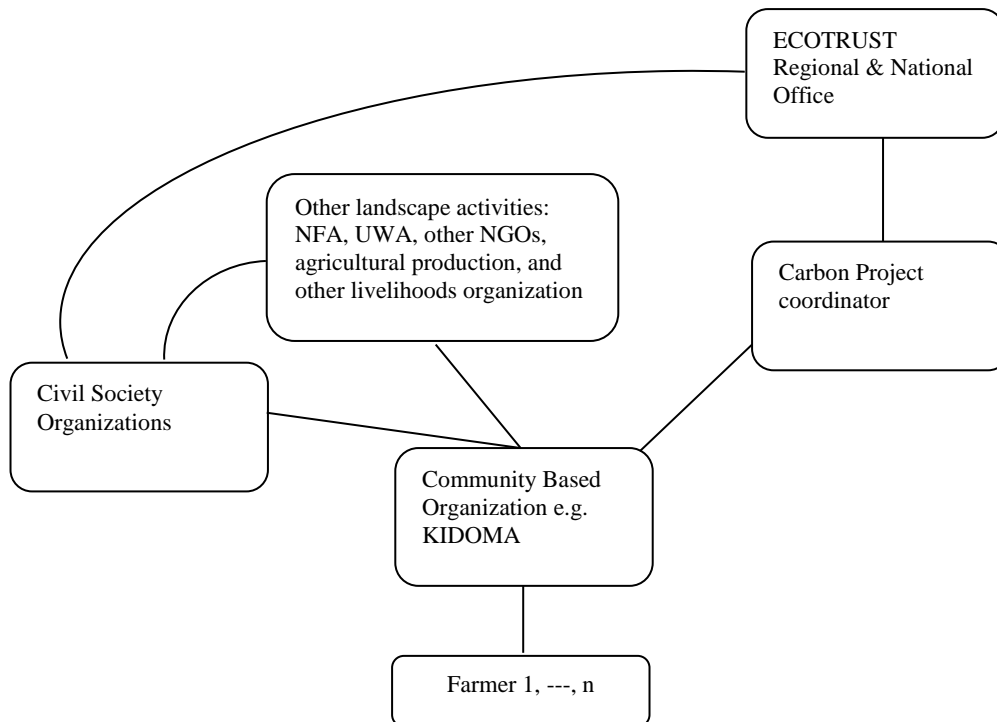 ECOTRUST
Regional & National
Office
Other landscape activities:
NFA, UWA, other NGOs,
agricultural production, and
other livelihoods organization
Carbon Project
coordinator
Civil Society
Organizations
Community Based
Organization e.g.
KIDOMA
Farmer 1, ---, n